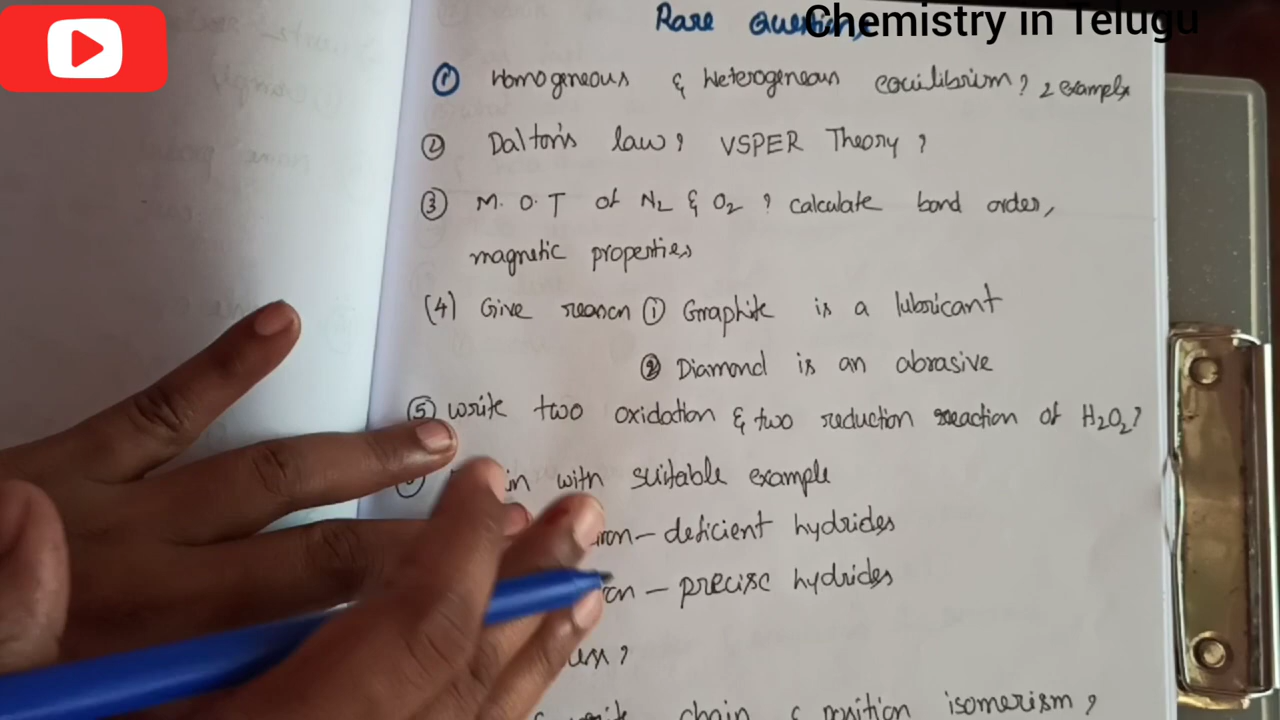 Rare Questions
Chemistry in Telugu
① Homogeneous & Heterogeneous equilibrium? 2 examples
② Dalton's law? VSPER Theory?
③ M.O.T of N2 & O2? calculate bond order,
magnetic properties
(4) Give reason ① Graphite is a lubricant
② Diamond is an abrasive
⑤ write two oxidation & two reduction reaction of H2O2?
with suitable example
deficient hydrides
precise hydrides
chain & position isomerism?